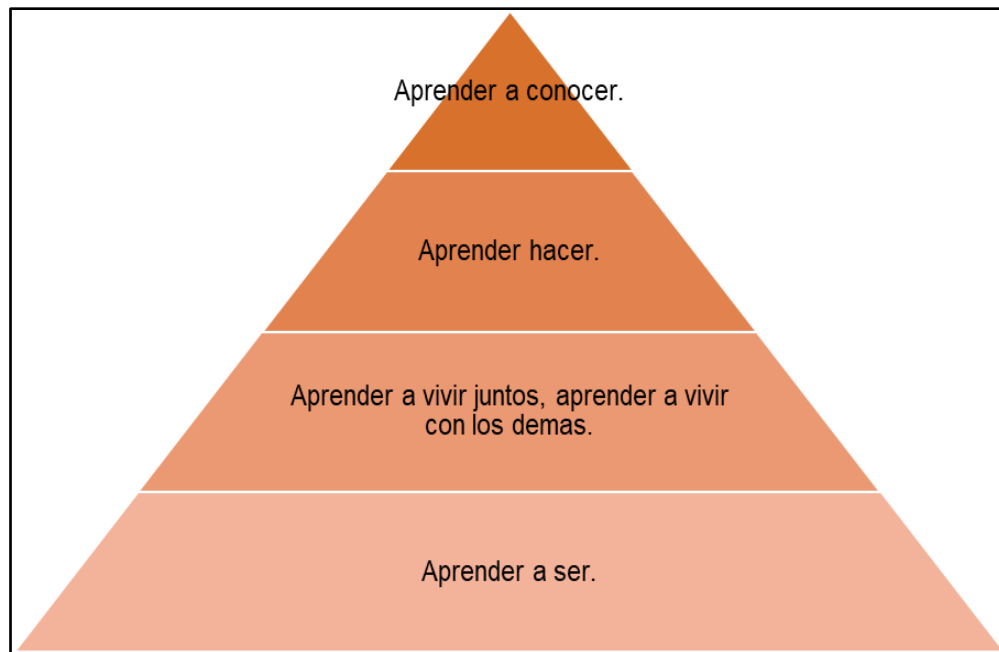 Aprender a conocer.
Aprender hacer.
Aprender a vivir juntos, aprender a vivir
con los demas.
Aprender a ser.